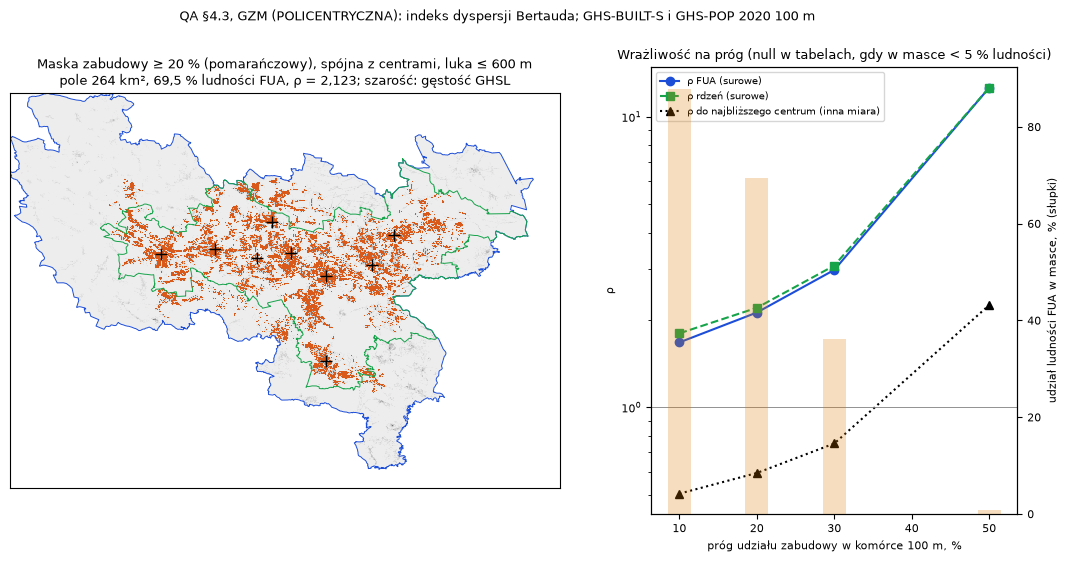 QA §4.3, GZM (POLICENTRYCZNA): indeks dyspersji Bertauda; GHS-BUILT-S i GHS-POP 2020 100 m
Maska zabudowy ≥ 20 % (pomarańczowy), spójna z centrami, luka ≤ 600 m
pole 264 km², 69,5 % ludności FUA, ρ = 2,123; szarość: gęstość GHSL
Wrażliwość na próg (null w tabelach, gdy w masce < 5 % ludności)
ρ FUA (surowe)
ρ rdzeń (surowe)
ρ do najbliższego centrum (inna miara)
10¹
10⁰
ρ
80
60
40
20
0
udział ludności FUA w masce, % (słupki)
10
20
30
40
50
próg udziału zabudowy w komórce 100 m, %